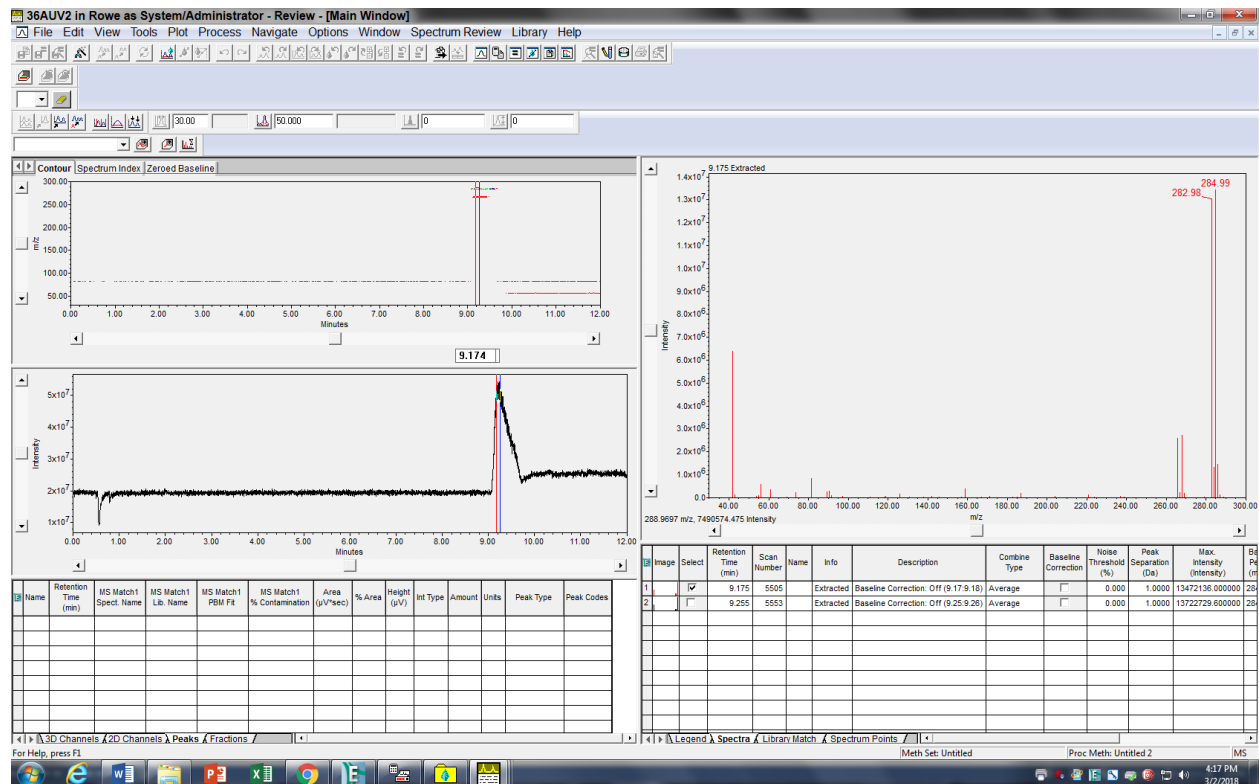 36AUV2 in Rowe as System/Administrator - Review - [Main Window]
File Edit View Tools Plot Process Navigate Options Window Spectrum Review Library Help
30.00 50.000 0 0
Contour Spectrum Index Zeroed Baseline
300.00
250.00
200.00
150.00
100.00
50.00
m/z
0.00 1.00 2.00 3.00 4.00 5.00 6.00 7.00 8.00 9.00 10.00 11.00 12.00
Minutes
9.174
5x10^7
4x10^7
3x10^7
2x10^7
1x10^7
Intensity
0.00 1.00 2.00 3.00 4.00 5.00 6.00 7.00 8.00 9.00 10.00 11.00 12.00
Minutes
Name Retention Time (min) MS Match1 Spect. Name MS Match1 Lib. Name MS Match1 PBM Fit MS Match1 % Contamination Area (µV*sec) % Area Height (µV) Int Type Amount Units Peak Type Peak Codes
3D Channels 2D Channels Peaks Fractions
9.175 Extracted
284.99
282.98
1.4x10^7
1.3x10^7
1.2x10^7
1.1x10^7
1.0x10^7
9.0x10^6
8.0x10^6
7.0x10^6
6.0x10^6
5.0x10^6
4.0x10^6
3.0x10^6
2.0x10^6
1.0x10^6
0.0
Intensity
40.00 60.00 80.00 100.00 120.00 140.00 160.00 180.00 200.00 220.00 240.00 260.00 280.00 300.00
m/z
288.9697 m/z, 7490574.475 Intensity
Image Select Retention Time (min) Scan Number Name Info Description Combine Type Baseline Correction Noise Threshold (%) Peak Separation (Da) Max. Intensity (Intensity)
1 9.175 5505 Extracted Baseline Correction: Off (9.17:9.18) Average 0.000 1.0000 13472136.000000 284
2 9.255 5553 Extracted Baseline Correction: Off (9.25:9.26) Average 0.000 1.0000 13722729.600000 284
Legend Spectra Library Match Spectrum Points
For Help, press F1
Meth Set: Untitled Proc Meth: Untitled 2 MS
4:17 PM
3/2/2018